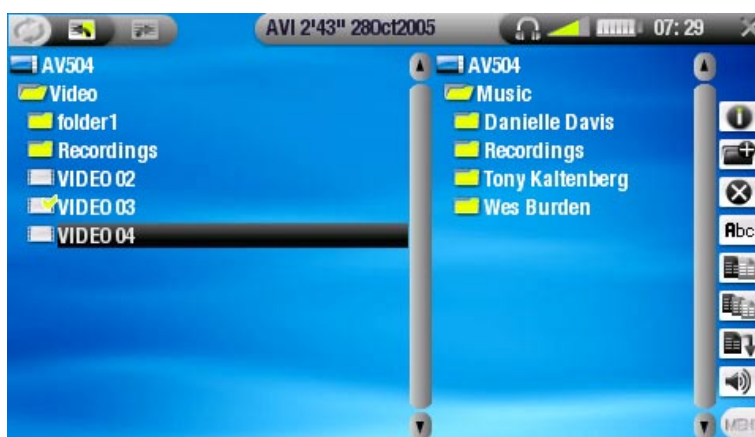 AVI 2'43" 28Oct2005 07:29
AV504
Video
folder1
Recordings
VIDEO 02
VIDEO 03
VIDEO 04
AV504
Music
Danielle Davis
Recordings
Tony Kaltenberg
Wes Burden
Abc